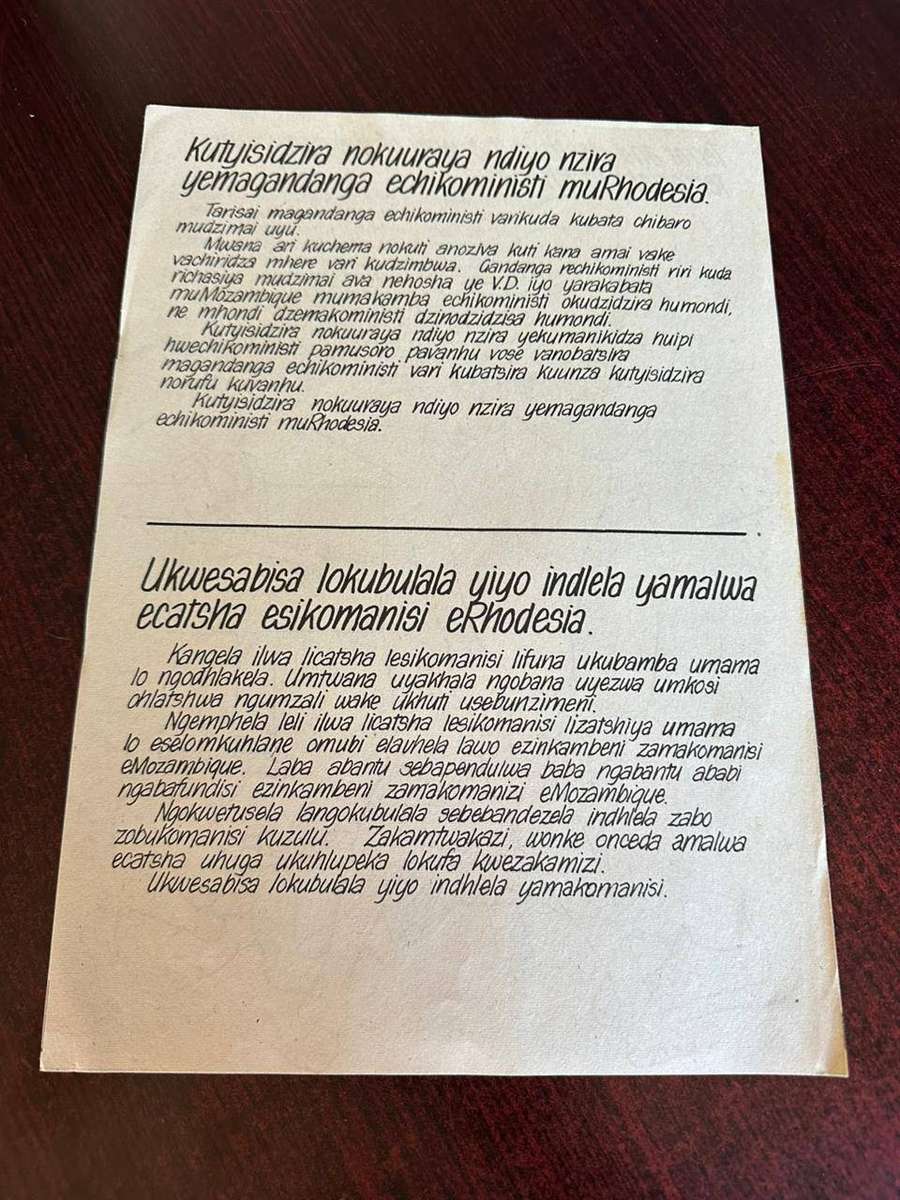 Kutyisidzira nokuuraya ndiyo nzira
yemagandanga echikominísti muRhodesia.
Tarisai magandanga echikoministi varikuda kubata chibaro
mudzimai uyu.
Mwana ari kuchema nokuti anoziva kuti kana amai vake
vachiridza mhere vari kudzimbwa. Gandanga rechikoministi riri kuda
richasiya mudzimai ava nehosha ye V.D. iyo yarakabata
muMozambique mumakamba echikoministi okudzidzira humondi,
ne mhondi dzemakoministi dzinodzidzisa humondi.
Kutyisidzira nokuuraya ndiyo nzira yekumanikidza huipi
hwechikoministi pamusoro pavanhu vose vanobatsira
magandanga echikoministi vari kubatsira kuunza kutyisidzira
norufu kuvanhu.
Kutyisidzira nokuuraya ndiyo nzira yemagandanga
echikoministi muRhodesia.
Ukwesabisa lokubulala yiyo indlela yamalwa
ecatsha esikomanisi eRhodesia.
Kangela ilwa licatsha lesikomanisi lifuna ukubamba umama
lo ngodhlakela. Umtwana uyakhala ngobana uyezwa umkosi
ohlatshwa ngumzali wake ukhuti usebunzimeni.
Ngemphela leli ilwa licatsha lesikomanisi lizatshiya umama
lo eselomkuhlane omubi elavhela lawo ezinkambeni zamakomanisi
eMozambique. Laba abantu sebapendulwa baba ngabantu ababi
ngabafundisi ezinkambeni zamakomanizi eMozambique.
Ngokwetusela langokubulala sebebandezela indhlela zabo
zobukomanisi kuzulu. Zakamtwakazi, wonke onceda amalwa
ecatsha uhuga ukuhlupeka lokufa kwezakamizi.
Ukwesabisa lokubulala yiyo indhlela yamakomanisi.